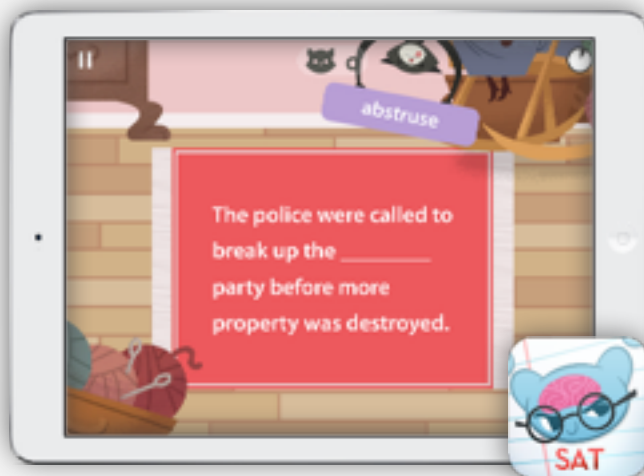 abstruse
The police were called to
break up the ________
party before more
property was destroyed.
SAT